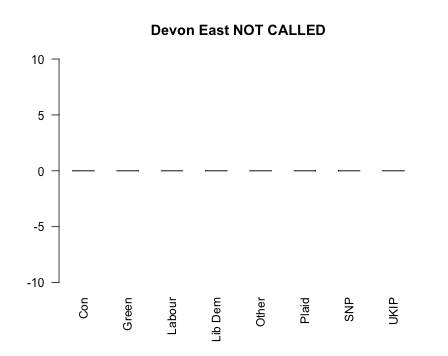 Devon East NOT CALLED
10
5
0
-5
-10
Con
Green
Labour
Lib Dem
Other
Plaid
SNP
UKIP